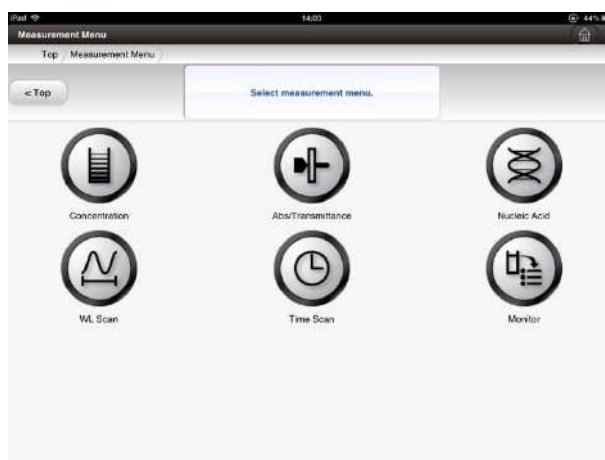 iPad 14:03 44%
Measurement Menu
Top / Measurement Menu
< Top
Select measurement menu.
Concentration Abs/Transmittance Nucleic Acid
WL Scan Time Scan Monitor